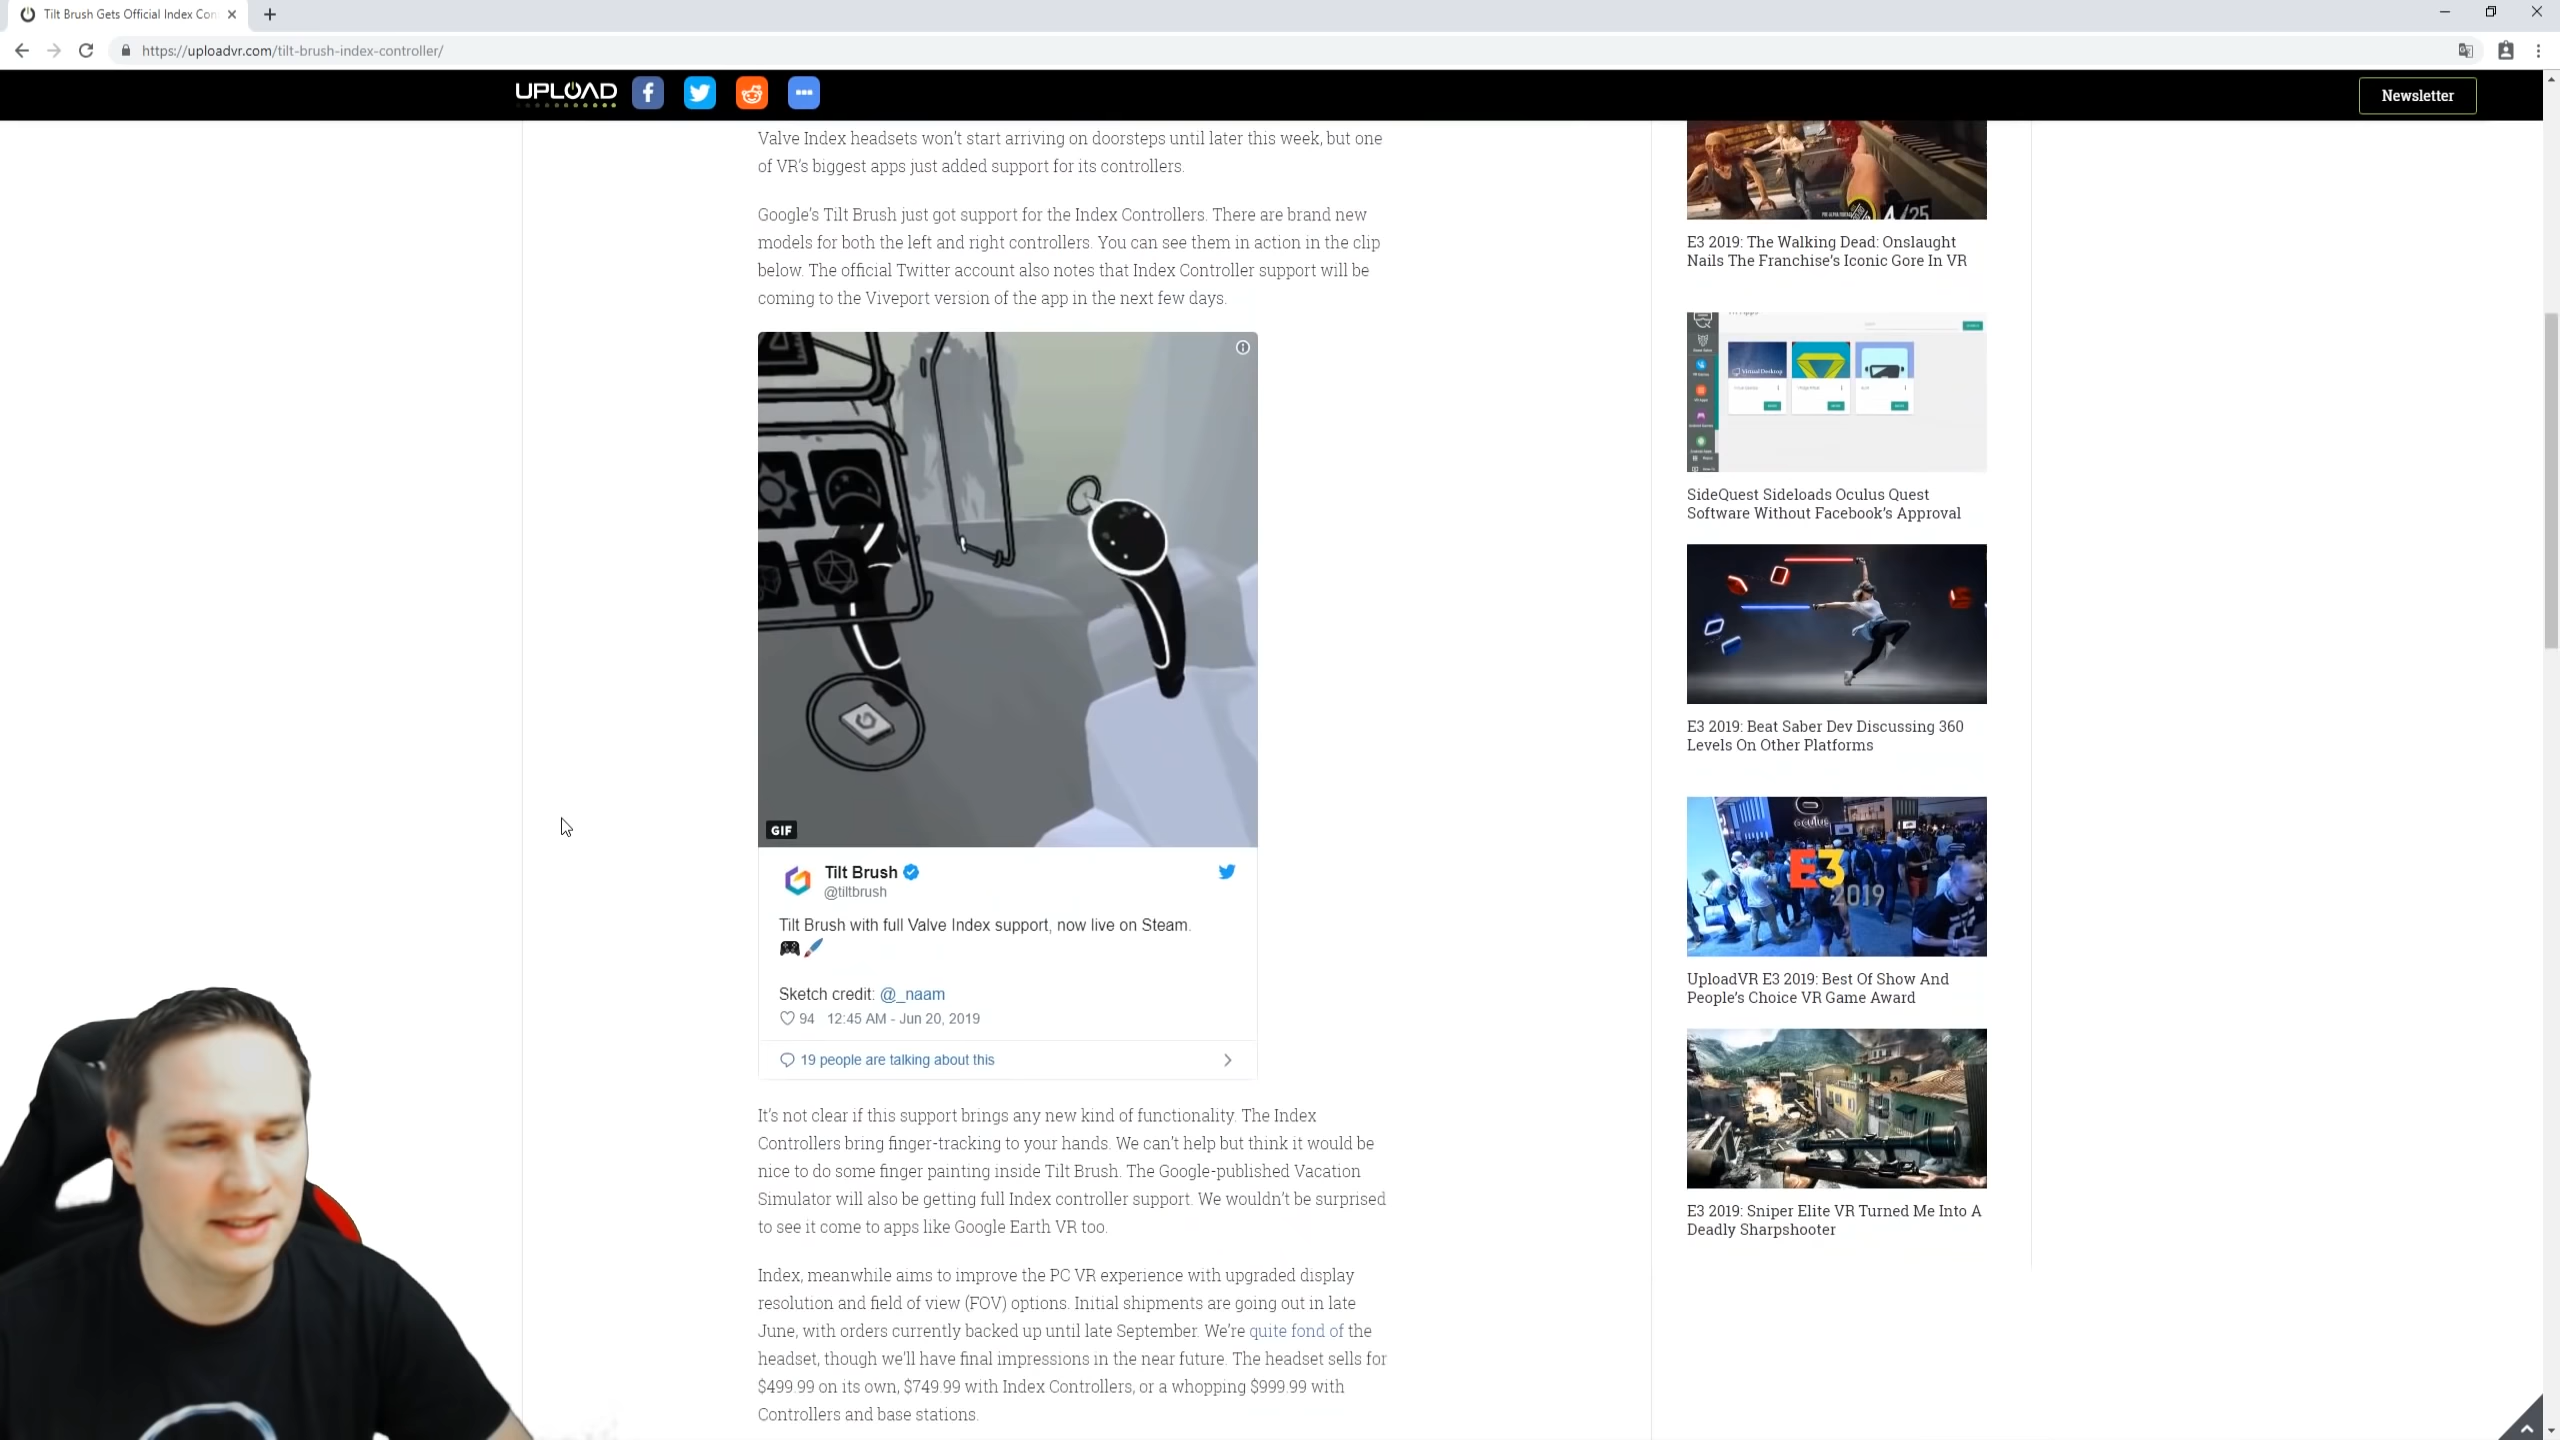 Tilt Brush Gets Official Index Con
https://uploadvr.com/tilt-brush-index-controller/
UPLOAD
Newsletter
Valve Index headsets won't start arriving on doorsteps until later this week, but one
of VR's biggest apps just added support for its controllers.
Google's Tilt Brush just got support for the Index Controllers. There are brand new
models for both the left and right controllers. You can see them in action in the clip
below. The official Twitter account also notes that Index Controller support will be
coming to the Viveport version of the app in the next few days.
GIF
Tilt Brush
@tiltbrush
Tilt Brush with full Valve Index support, now live on Steam.
🎮🖌️
Sketch credit: @_naam
94 12:45 AM - Jun 20, 2019
19 people are talking about this
It's not clear if this support brings any new kind of functionality. The Index
Controllers bring finger-tracking to your hands. We can't help but think it would be
nice to do some finger painting inside Tilt Brush. The Google-published Vacation
Simulator will also be getting full Index controller support. We wouldn't be surprised
to see it come to apps like Google Earth VR too.
Index, meanwhile aims to improve the PC VR experience with upgraded display
resolution and field of view (FOV) options. Initial shipments are going out in late
June, with orders currently backed up until late September. We're quite fond of the
headset, though we'll have final impressions in the near future. The headset sells for
$499.99 on its own, $749.99 with Index Controllers, or a whopping $999.99 with
Controllers and base stations.
4/25
E3 2019: The Walking Dead: Onslaught
Nails The Franchise's Iconic Gore In VR
Virtual Desktop
SideQuest Sideloads Oculus Quest
Software Without Facebook's Approval
E3 2019: Beat Saber Dev Discussing 360
Levels On Other Platforms
oculus
E3
2019
UploadVR E3 2019: Best Of Show And
People's Choice VR Game Award
E3 2019: Sniper Elite VR Turned Me Into A
Deadly Sharpshooter